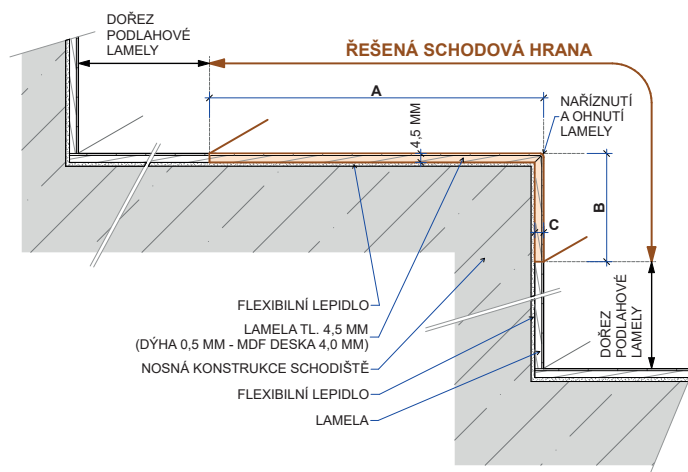 DOŘEZ
PODLAHOVÉ
LAMELY
ŘEŠENÁ SCHODOVÁ HRANA
A
NAŘÍZNUTÍ
A OHNUTÍ
LAMELY
4,5 MM
B
C
FLEXIBILNÍ LEPIDLO
LAMELA TL. 4,5 MM
(DÝHA 0,5 MM - MDF DESKA 4,0 MM)
NOSNÁ KONSTRUKCE SCHODIŠTĚ
FLEXIBILNÍ LEPIDLO
LAMELA
DOŘEZ
PODLAHOVÉ
LAMELY